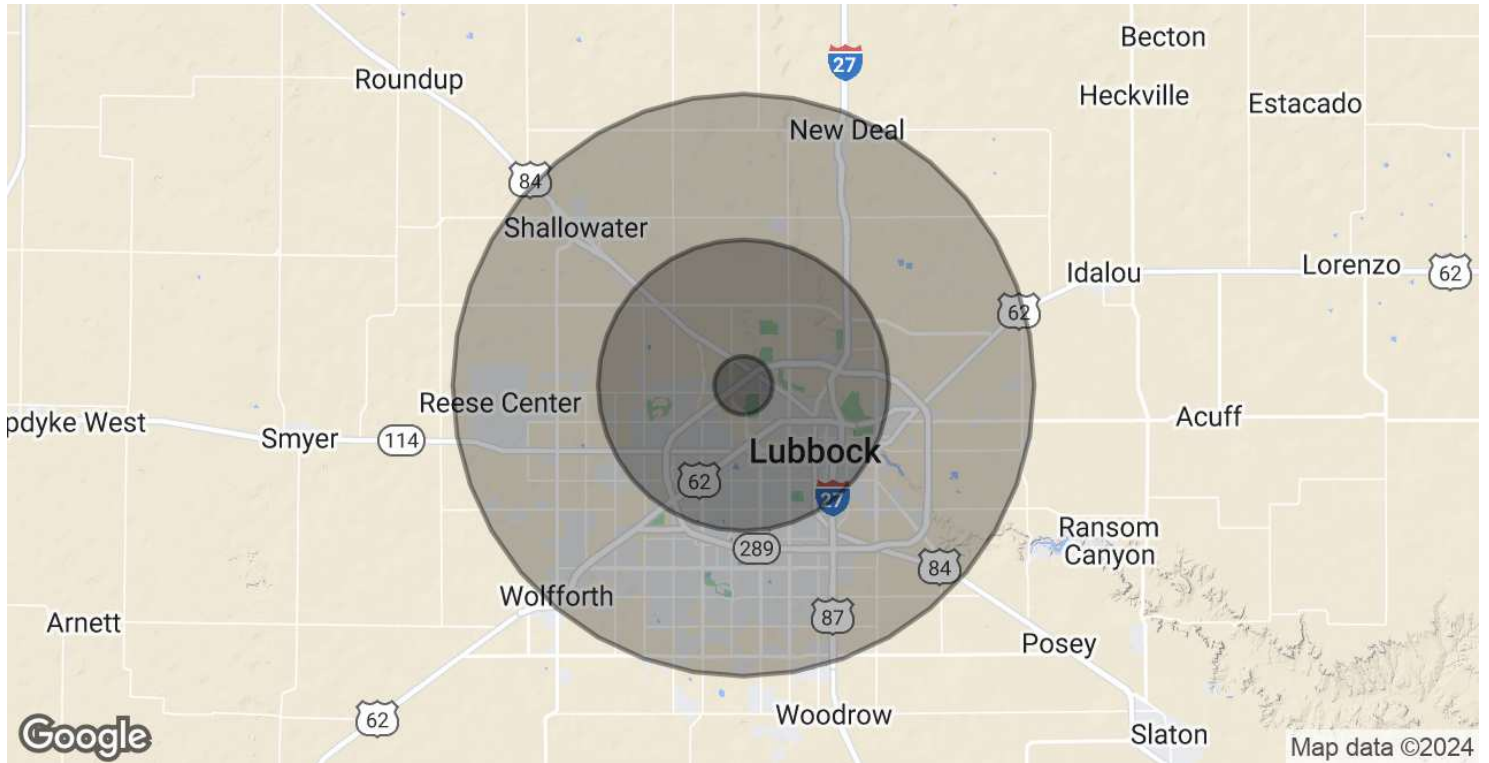 Becton
27
Roundup
Heckville
Estacado
New Deal
84
Shallowater
Idalou
Lorenzo
62
62
Reese Center
pdyke West
Smyer
114
Acuff
Lubbock
62
27
Ransom
Canyon
289
84
Wolfforth
87
Arnett
Posey
62
Woodrow
Slaton
Google
Map data ©2024